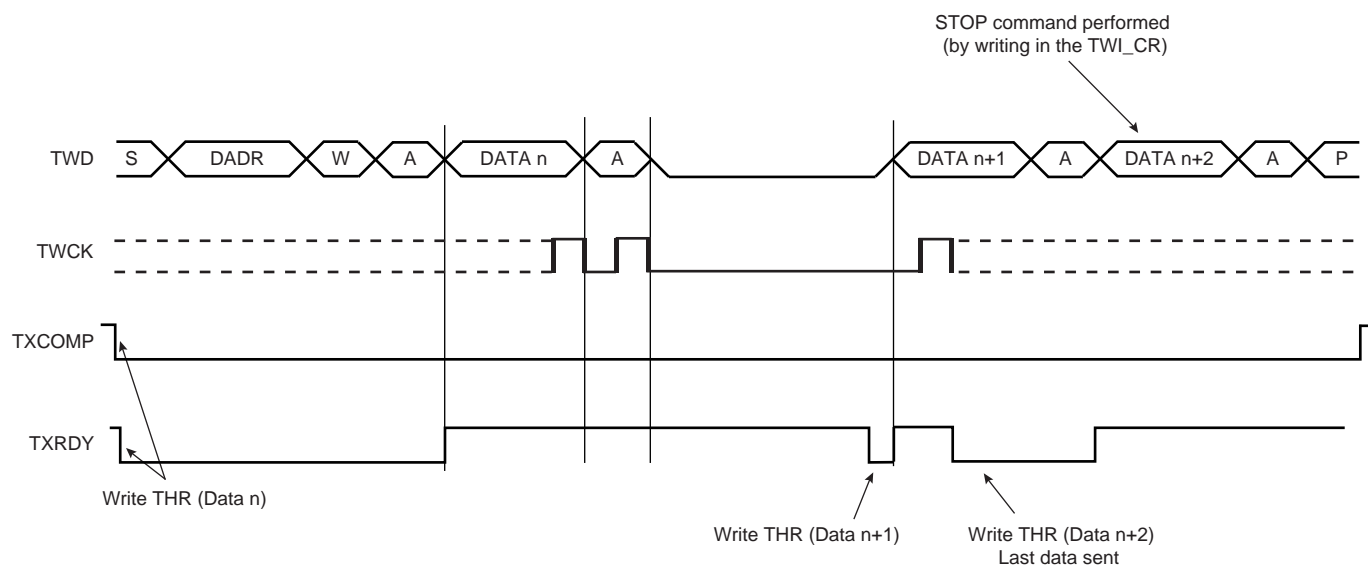 STOP command performed
(by writing in the TWI_CR)
TWD S DADR W A DATA n A DATA n+1 A DATA n+2 A P
TWCK
TXCOMP
TXRDY
Write THR (Data n)
Write THR (Data n+1)
Write THR (Data n+2)
Last data sent